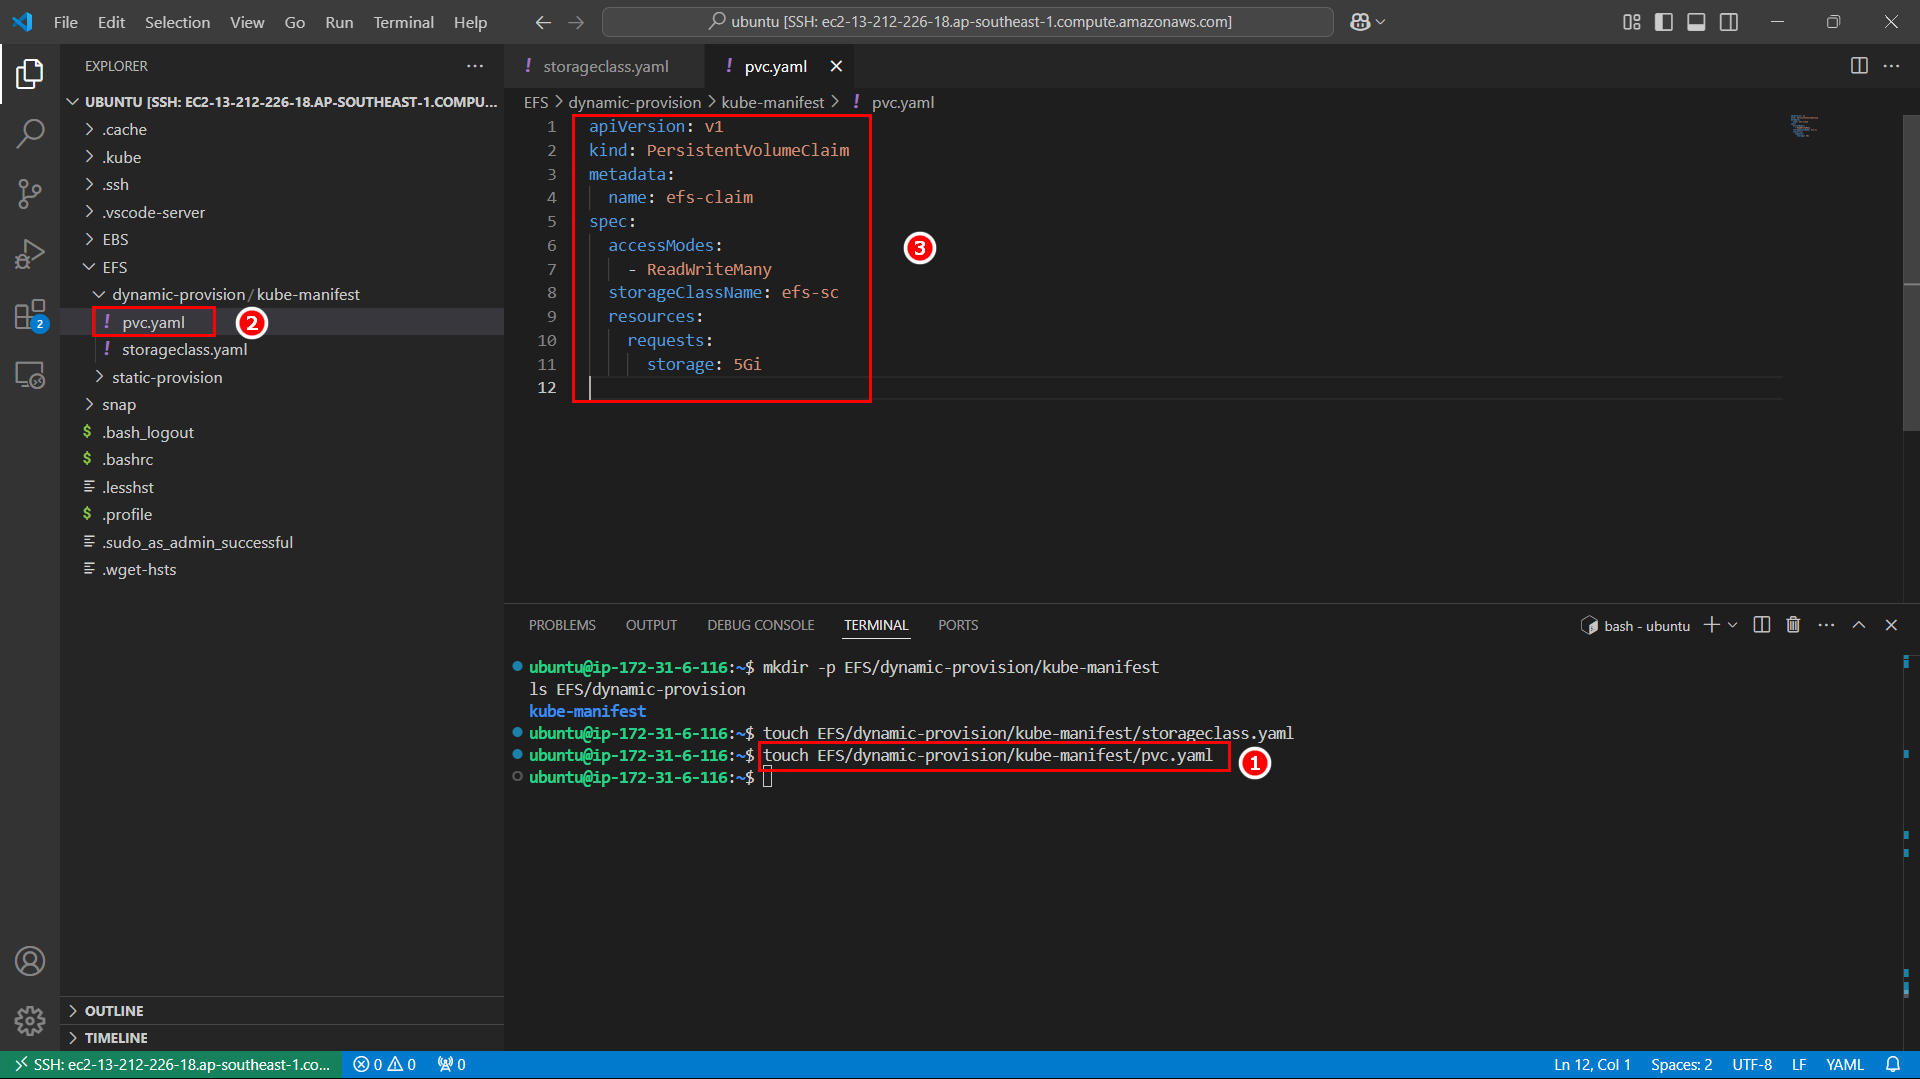 File Edit Selection View Go Run Terminal Help
ubuntu [SSH: ec2-13-212-226-18.ap-southeast-1.compute.amazonaws.com]
EXPLORER
UBUNTU [SSH: EC2-13-212-226-18.AP-SOUTHEAST-1.COMPU...
.cache
.kube
.ssh
.vscode-server
EBS
EFS
dynamic-provision / kube-manifest
! pvc.yaml
2
! storageclass.yaml
static-provision
snap
$ .bash_logout
$ .bashrc
.lesshst
$ .profile
.sudo_as_admin_successful
.wget-hsts
2
OUTLINE
TIMELINE
! storageclass.yaml
! pvc.yaml
EFS > dynamic-provision > kube-manifest > ! pvc.yaml
1 apiVersion: v1
2 kind: PersistentVolumeClaim
3 metadata:
4 name: efs-claim
5 spec:
6 accessModes:
7 - ReadWriteMany
8 storageClassName: efs-sc
9 resources:
10 requests:
11 storage: 5Gi
12
3
PROBLEMS OUTPUT DEBUG CONSOLE TERMINAL PORTS
bash - ubuntu
ubuntu@ip-172-31-6-116:~$ mkdir -p EFS/dynamic-provision/kube-manifest
ls EFS/dynamic-provision
kube-manifest
ubuntu@ip-172-31-6-116:~$ touch EFS/dynamic-provision/kube-manifest/storageclass.yaml
ubuntu@ip-172-31-6-116:~$ touch EFS/dynamic-provision/kube-manifest/pvc.yaml
1
ubuntu@ip-172-31-6-116:~$
SSH: ec2-13-212-226-18.ap-southeast-1.co... 0 0 0
Ln 12, Col 1 Spaces: 2 UTF-8 LF YAML